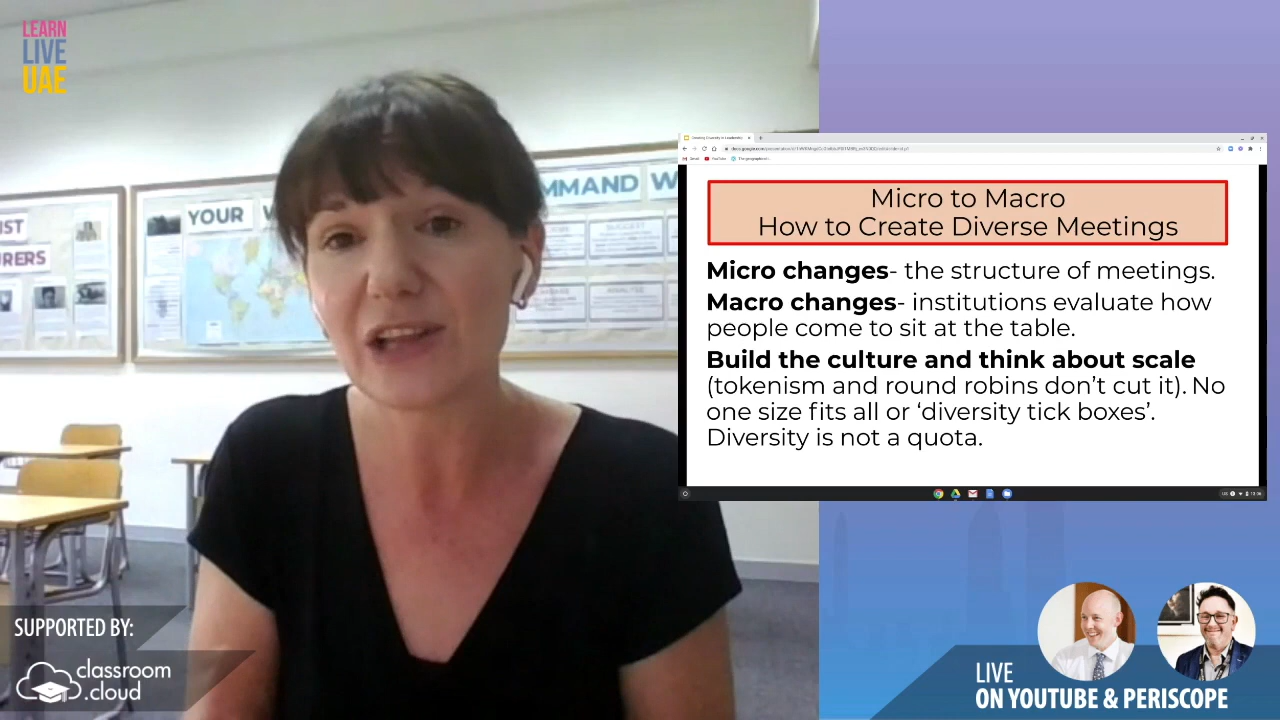 LEARN
LIVE
UAE
IST
URERS
YOUR W
MMAND W
Micro to Macro
How to Create Diverse Meetings
Micro changes- the structure of meetings.
Macro changes- institutions evaluate how
people come to sit at the table.
Build the culture and think about scale
(tokenism and round robins don’t cut it). No
one size fits all or ‘diversity tick boxes’.
Diversity is not a quota.
SUPPORTED BY:
classroom
.cloud
LIVE
ON YOUTUBE & PERISCOPE